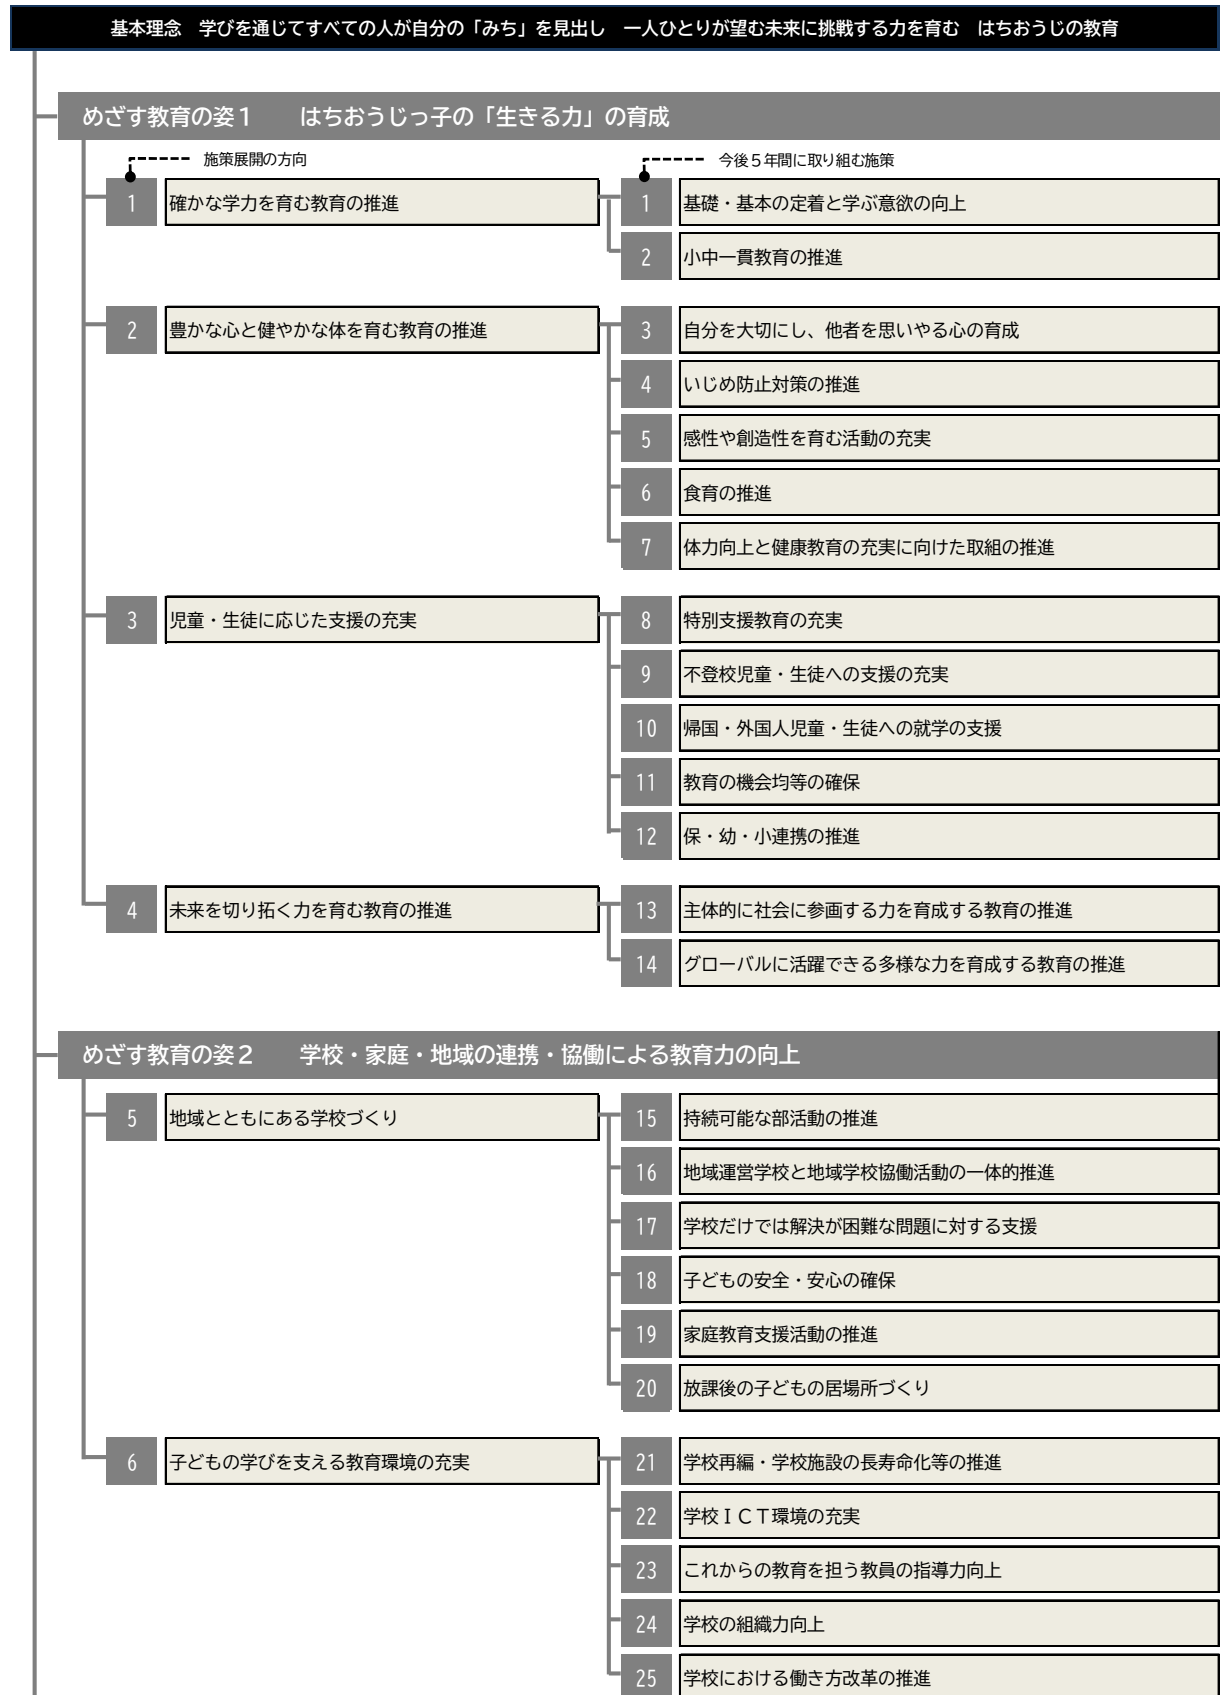 基本理念　学びを通じてすべての人が自分の「みち」を見出し　一人ひとりが望む未来に挑戦する力を育む　はちおうじの教育
めざす教育の姿１　　はちおうじっ子の「生きる力」の育成
施策展開の方向
今後５年間に取り組む施策
1 確かな学力を育む教育の推進
1 基礎・基本の定着と学ぶ意欲の向上
2 小中一貫教育の推進
2 豊かな心と健やかな体を育む教育の推進
3 自分を大切にし、他者を思いやる心の育成
4 いじめ防止対策の推進
5 感性や創造性を育む活動の充実
6 食育の推進
7 体力向上と健康教育の充実に向けた取組の推進
3 児童・生徒に応じた支援の充実
8 特別支援教育の充実
9 不登校児童・生徒への支援の充実
10 帰国・外国人児童・生徒への就学の支援
11 教育の機会均等の確保
12 保・幼・小連携の推進
4 未来を切り拓く力を育む教育の推進
13 主体的に社会に参画する力を育成する教育の推進
14 グローバルに活躍できる多様な力を育成する教育の推進
めざす教育の姿２　　学校・家庭・地域の連携・協働による教育力の向上
5 地域とともにある学校づくり
15 持続可能な部活動の推進
16 地域運営学校と地域学校協働活動の一体的推進
17 学校だけでは解決が困難な問題に対する支援
18 子どもの安全・安心の確保
19 家庭教育支援活動の推進
20 放課後の子どもの居場所づくり
6 子どもの学びを支える教育環境の充実
21 学校再編・学校施設の長寿命化等の推進
22 学校ＩＣＴ環境の充実
23 これからの教育を担う教員の指導力向上
24 学校の組織力向上
25 学校における働き方改革の推進